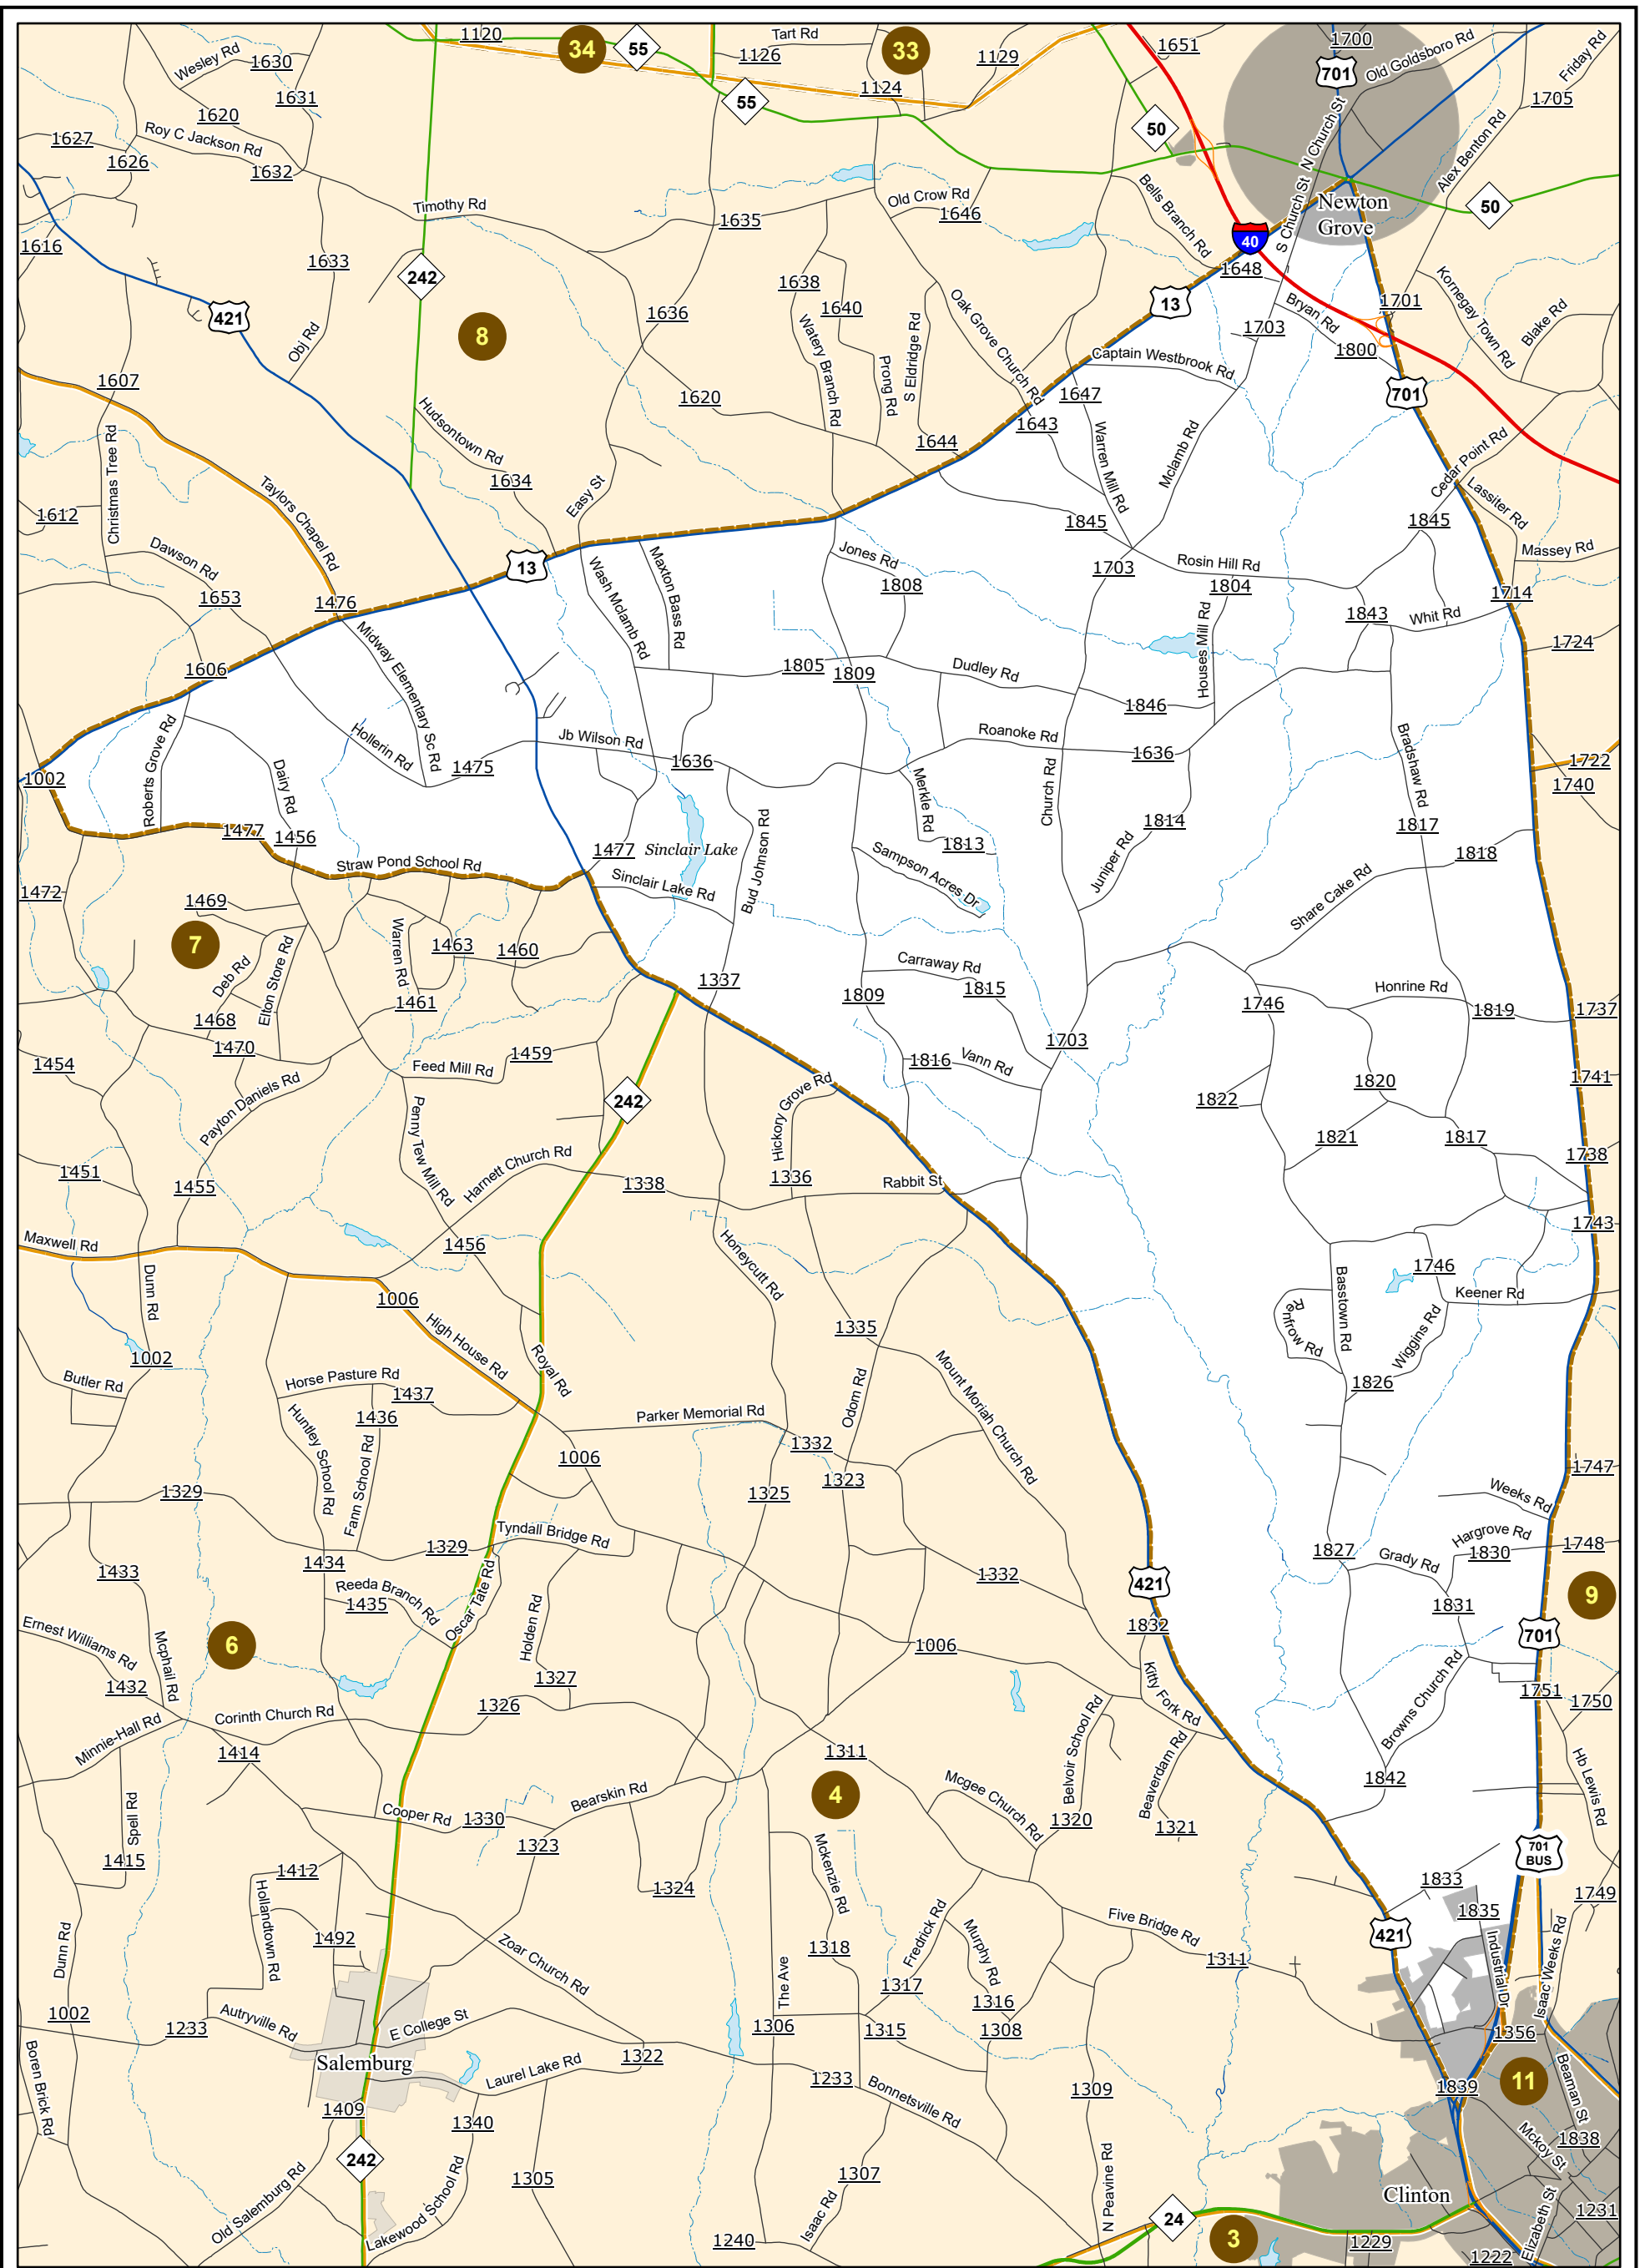 1120
34
55
Tart Rd
1126
33
1129
1651
1700
701
Old Goldsboro Rd
Friday Rd
Wesley Rd
1630
1631
1124
55
1705
1620
50
N Church St
1627
Roy C Jackson Rd
1626
1632
Alex Benton Rd
Timothy Rd
Old Crow Rd
1646
1635
Bells Branch Rd
S Church St
Newton
Grove
50
1616
1633
242
40
1648
1638
1640
1636
Oak Grove Church Rd
13
Bryan Rd
1701
Kornegay Town Rd
Blake Rd
421
8
Obj Rd
Watery Branch Rd
Prong Rd
S Eldridge Rd
1703
1800
Captain Westbrook Rd
1607
1620
1647
701
Hudsontown Rd
1643
1644
Christmas Tree Rd
Warren Mill Rd
Mclamb Rd
Cedar Point Rd
1634
Easy St
Taylors Chapel Rd
Lassiter Rd
1612
1845
1845
Dawson Rd
13
Jones Rd
1808
Rosin Hill Rd
Massey Rd
1703
1804
1714
1653
1476
Maxton Bass Rd
Wash Mclamb Rd
1843
Whit Rd
1724
1606
Midway Elementary Sc Rd
1805
1809
Dudley Rd
Houses Mill Rd
1846
Roberts Grove Rd
Hollerin Rd
Jb Wilson Rd
Roanoke Rd
1636
1002
1475
1636
Dairy Rd
Bradshaw Rd
1722
1740
Merkle Rd
Church Rd
1814
1817
1477
1456
1813
Bud Johnson Rd
1477
Sinclair Lake
Juniper Rd
1818
Straw Pond School Rd
Sinclair Lake Rd
Sampson Acres Dr
Share Cake Rd
1472
1469
7
Warren Rd
1463
1460
Deb Rd
Elton Store Rd
Carraway Rd
1815
1337
1809
1746
Honrine Rd
1819
1737
1461
1468
1470
1459
1816
Vann Rd
1703
1454
Feed Mill Rd
1820
1741
Payton Daniels Rd
242
Hickory Grove Rd
1822
1821
1817
1738
Penny Tew Mill Rd
Harnett Church Rd
1338
1336
Rabbit St
1451
1455
1743
Maxwell Rd
1456
Honeycutt Rd
Dunn Rd
1746
Keener Rd
1006
Basstown Rd
Renfrow Rd
Wiggins Rd
1335
High House Rd
1002
Butler Rd
Horse Pasture Rd
1437
Royal Rd
Odom Rd
Mount Moriah Church Rd
1826
1436
Parker Memorial Rd
Huntley School Rd
1332
1006
Fann School Rd
1329
1325
1323
1747
Weeks Rd
Tyndall Bridge Rd
1329
1434
Hargrove Rd
1827
Grady Rd
1830
1748
1433
Reeda Branch Rd
1435
Oscar Tate Rd
1332
421
9
Holden Rd
1831
Ernest Williams Rd
6
Mcphail Rd
1832
701
1006
1432
1327
1326
Kitty Fork Rd
Browns Church Rd
1751
1750
Minnie-Hall Rd
Corinth Church Rd
1414
1311
Belvoir School Rd
Beaverdam Rd
1842
Hb Lewis Rd
4
Spell Rd
Cooper Rd
1330
Bearskin Rd
Mcgee Church Rd
1320
1321
1323
701
BUS
1415
1412
1324
Mckenzie Rd
1833
1749
Hollandtown Rd
1835
Fredrick Rd
Five Bridge Rd
421
1492
Zoar Church Rd
1318
Murphy Rd
1311
Industrial Dr
Isaac Weeks Rd
Dunn Rd
The Ave
1317
1316
1002
1233
Autryville Rd
E College St
1306
1315
1308
1356
Salemburg
Laurel Lake Rd
1322
1233
Bonnetsville Rd
1309
1839
11
Beaman St
Boren Brick Rd
1409
1340
1838
Mckoy St
242
1305
1307
N Peavine Rd
Clinton
Old Salemburg Rd
Lakewood School Rd
1240
Isaac Rd
24
3
1229
Elizabeth St
1231
1222